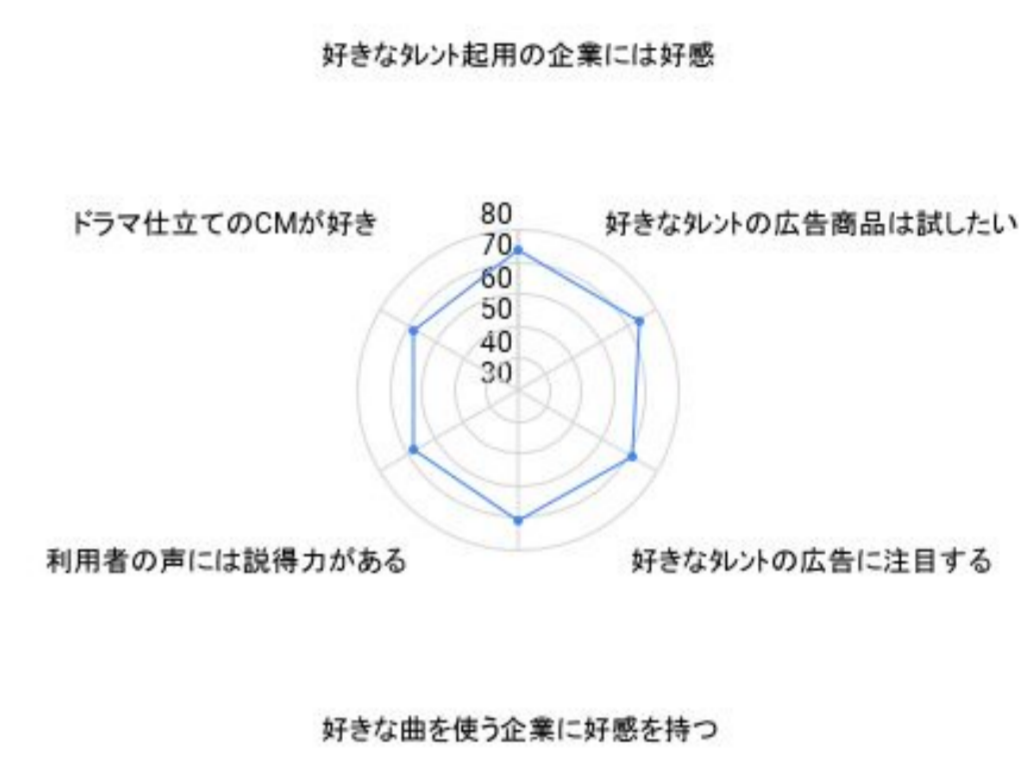 好きなタレント起用の企業には好感
ドラマ仕立てのCMが好き
80
好きなタレントの広告商品は試したい
70
60
50
40
30
利用者の声には説得力がある
好きなタレントの広告に注目する
好きな曲を使う企業に好感を持つ